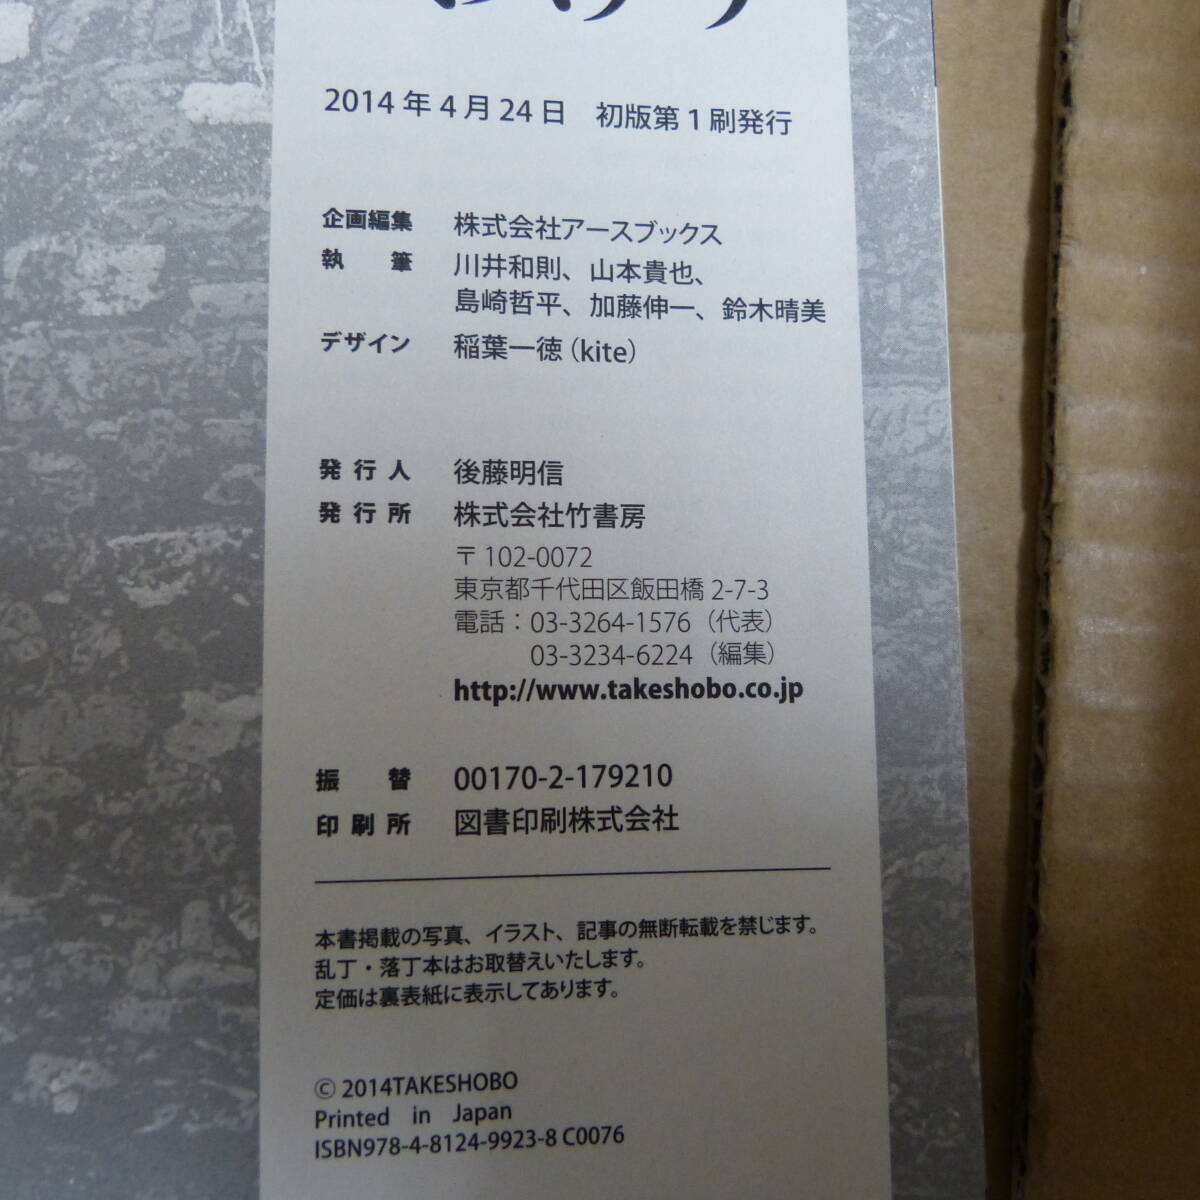 2014年4月24日　初版第1刷発行
企画編集　株式会社アースブックス
執　筆　川井和則、山本貴也、
島崎哲平、加藤伸一、鈴木晴美
デザイン　稲葉一徳（kite）
発行人　後藤明信
発行所　株式会社竹書房
〒102-0072
東京都千代田区飯田橋2-7-3
電話：03-3264-1576（代表）
03-3234-6224（編集）
http://www.takeshobo.co.jp
振　替　00170-2-179210
印刷所　図書印刷株式会社
本書掲載の写真、イラスト、記事の無断転載を禁じます。
乱丁・落丁本はお取替えいたします。
定価は裏表紙に表示してあります。
© 2014TAKESHOBO
Printed in Japan
ISBN978-4-8124-9923-8 C0076